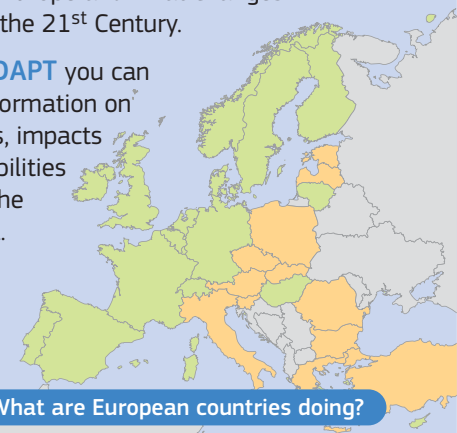 the 21st Century.
DAPT you can
ormation on
s, impacts
bilities
he
.
What are European countries doing?